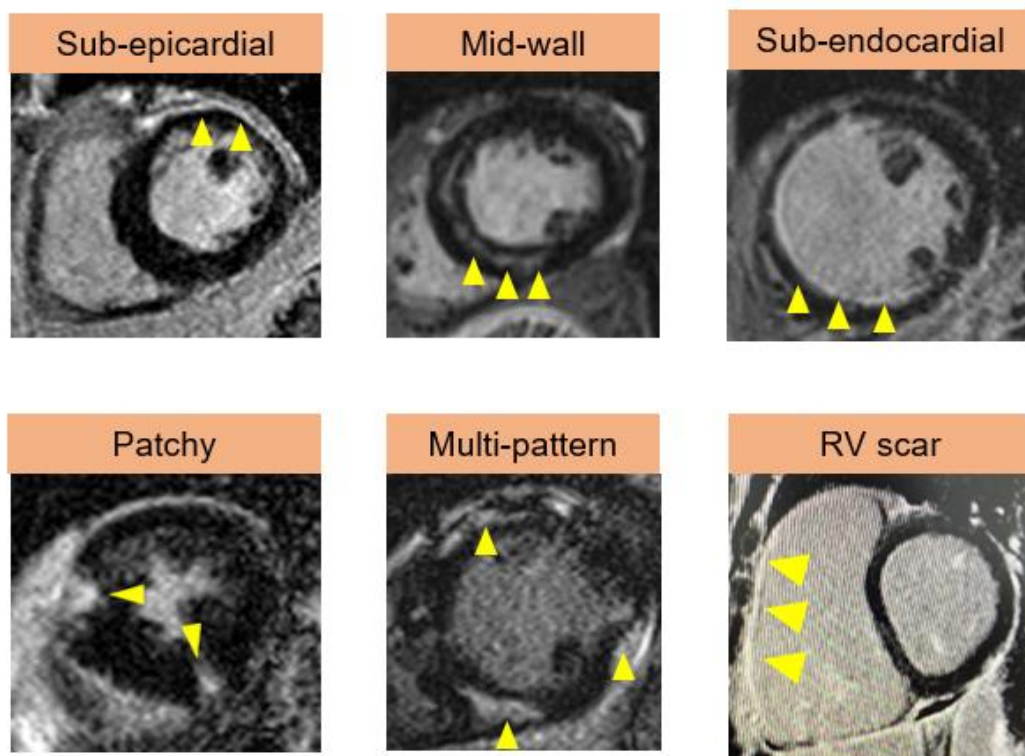 Sub-epicardial
Mid-wall
Sub-endocardial
Patchy
Multi-pattern
RV scar